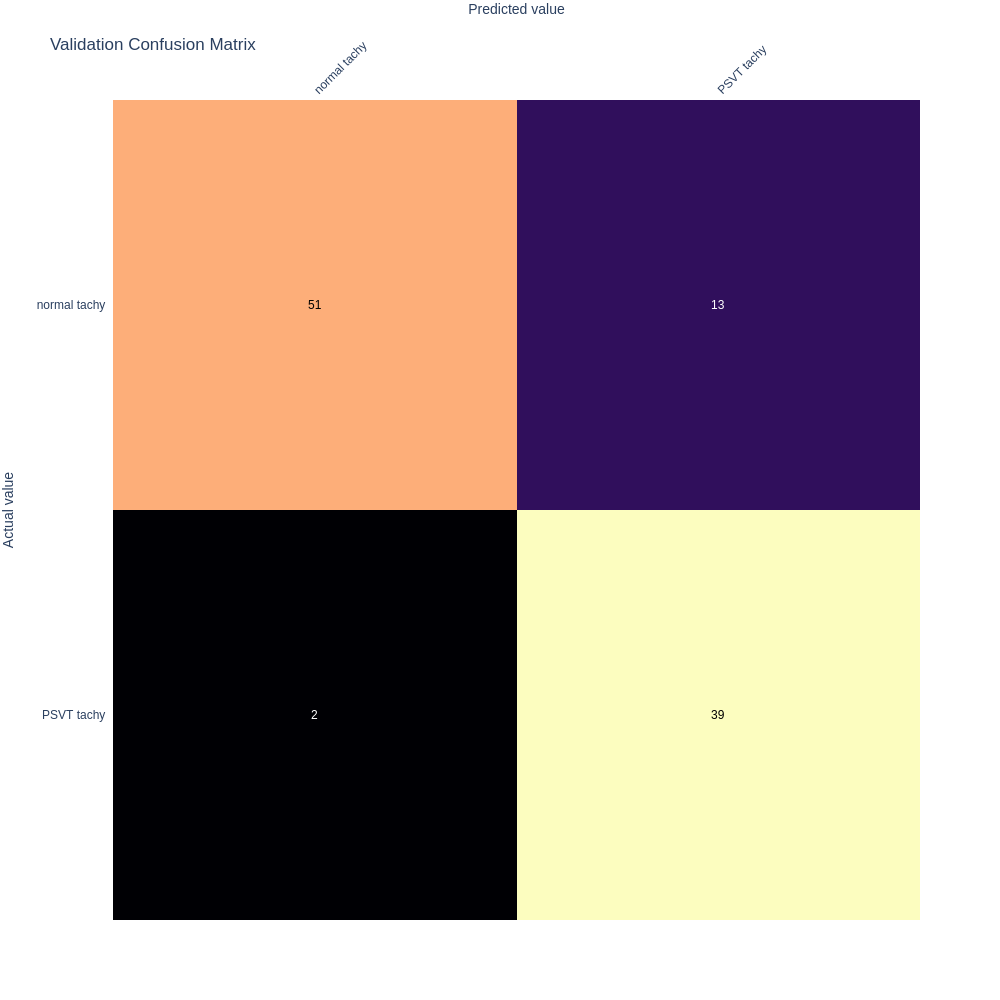 Predicted value
Validation Confusion Matrix
normal tachy
PSVT tachy
normal tachy
51
13
Actual value
PSVT tachy
2
39